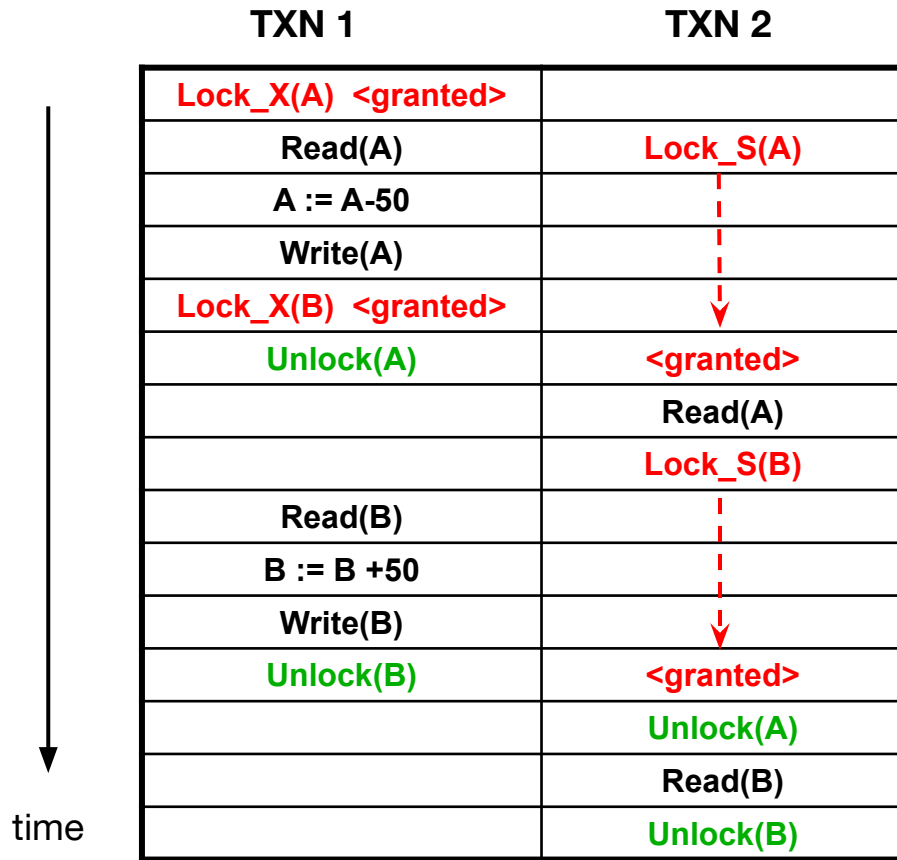 TXN 1 TXN 2
Lock_X(A) <granted>
Read(A) Lock_S(A)
A := A-50
Write(A)
Lock_X(B) <granted>
Unlock(A) <granted>
Read(A)
Lock_S(B)
Read(B)
B := B +50
Write(B)
Unlock(B) <granted>
Unlock(A)
Read(B)
time Unlock(B)